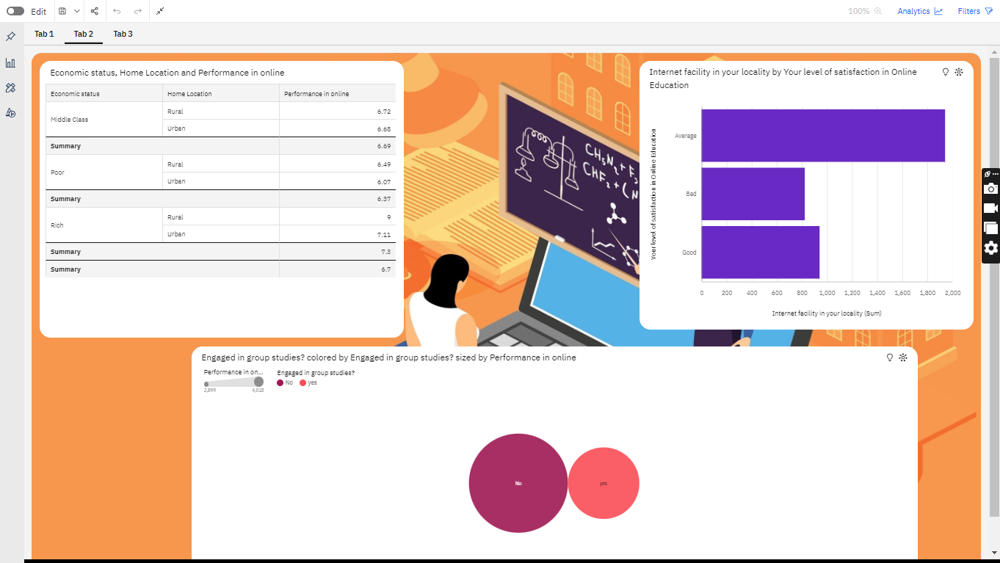 Edit
100%
Analytics
Filters
Tab 1
Tab 2
Tab 3
Economic status, Home Location and Performance in online
Economic status Home Location Performance in online
Middle Class Rural 6.72
Urban 6.68
Summary 6.69
Poor Rural 6.49
Urban 6.07
Summary 6.37
Rich Rural 9
Urban 7.11
Summary 7.3
Summary 6.7
CH5N2+F
CHF2+(N
Internet facility in your locality by Your level of satisfaction in Online
Education
Your level of satisfaction in Online Education
Average
Bad
Good
0 200 400 600 800 1,000 1,200 1,400 1,600 1,800 2,000
Internet facility in your locality (Sum)
Engaged in group studies? colored by Engaged in group studies? sized by Performance in online
Performance in on...
2,899 4,018
Engaged in group studies?
No yes
No
yes